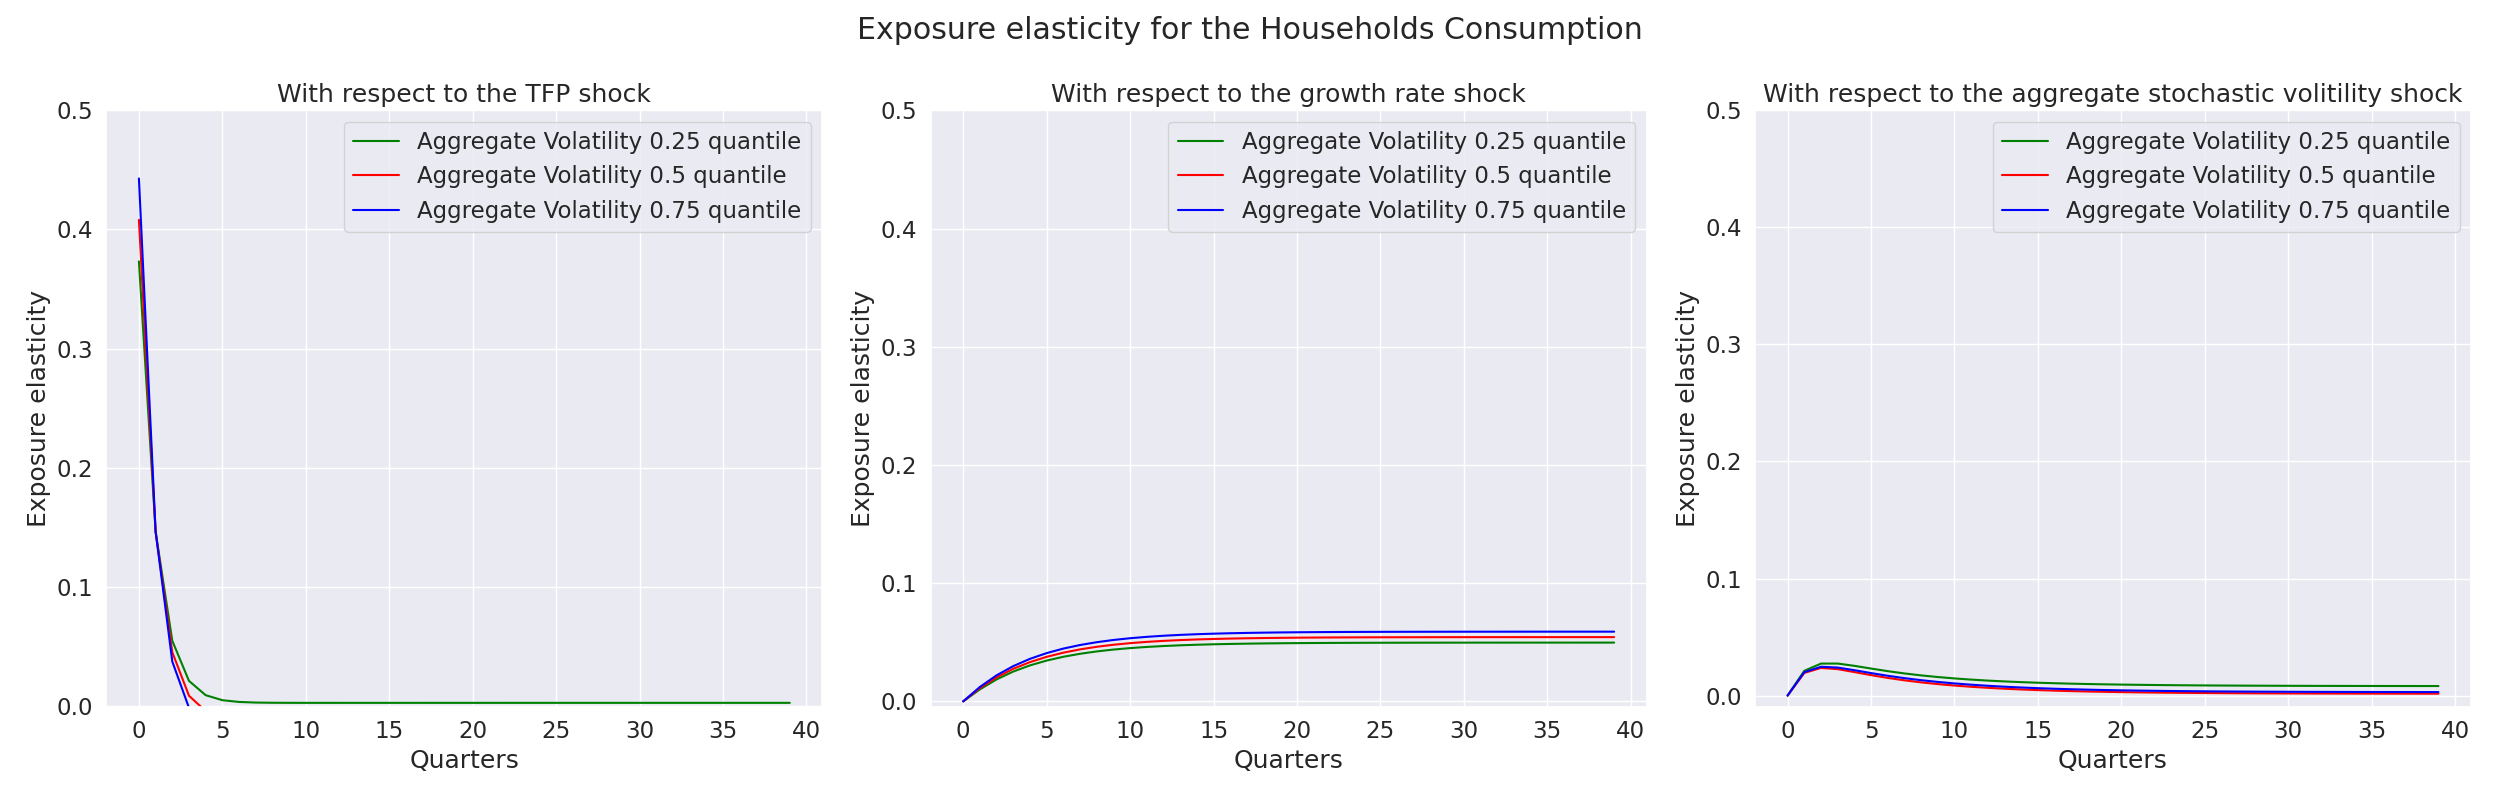 Exposure elasticity for the Households Consumption
With respect to the TFP shock
Exposure elasticity
0.5
0.4
0.3
0.2
0.1
0.0
Aggregate Volatility 0.25 quantile
Aggregate Volatility 0.5 quantile
Aggregate Volatility 0.75 quantile
0 5 10 15 20 25 30 35 40
Quarters
With respect to the growth rate shock
Exposure elasticity
0.5
0.4
0.3
0.2
0.1
0.0
Aggregate Volatility 0.25 quantile
Aggregate Volatility 0.5 quantile
Aggregate Volatility 0.75 quantile
0 5 10 15 20 25 30 35 40
Quarters
With respect to the aggregate stochastic volitility shock
Exposure elasticity
0.5
0.4
0.3
0.2
0.1
0.0
Aggregate Volatility 0.25 quantile
Aggregate Volatility 0.5 quantile
Aggregate Volatility 0.75 quantile
0 5 10 15 20 25 30 35 40
Quarters